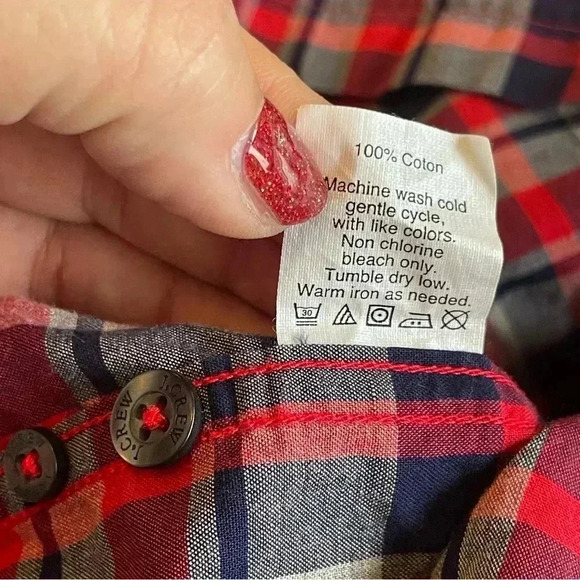 100% Coton
Machine wash cold
gentle cycle,
with like colors.
Non chlorine
bleach only.
Tumble dry low.
Warm iron as needed.
30
J.CREW J.CREW